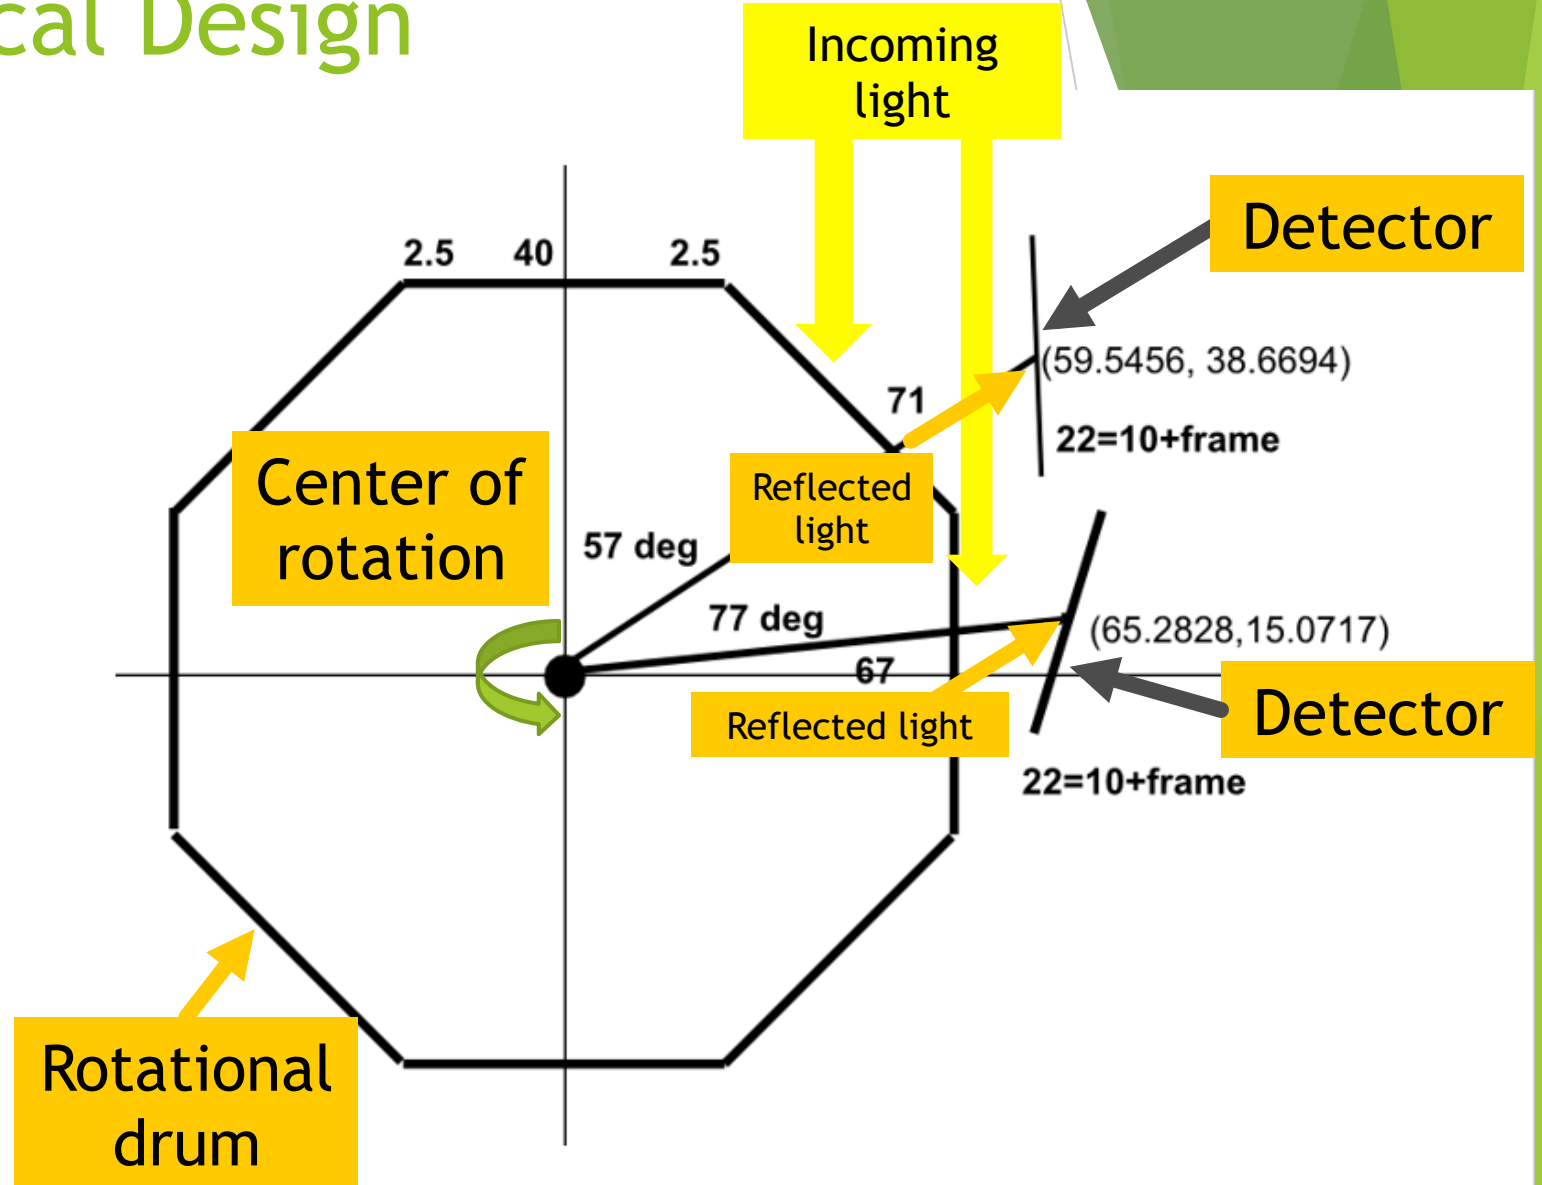 cal Design
Incoming
light
Detector
2.5 40 2.5
(59.5456, 38.6694)
71
22=10+frame
Center of
rotation
Reflected
light
57 deg
77 deg
(65.2828,15.0717)
67
Reflected light
Detector
22=10+frame
Rotational
drum